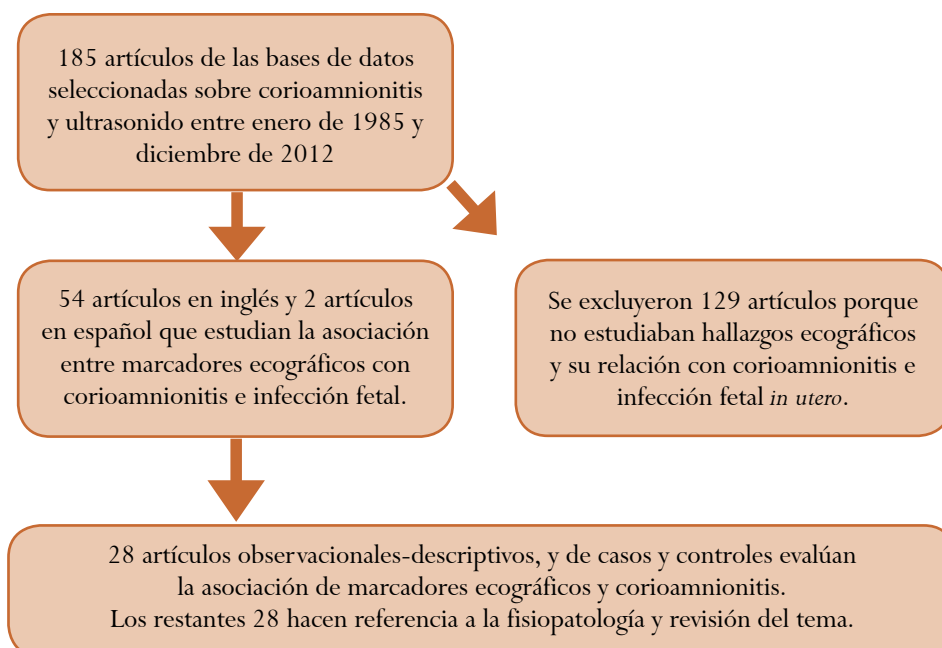 185 artículos de las bases de datos
seleccionadas sobre corioamnionitis
y ultrasonido entre enero de 1985 y
diciembre de 2012
54 artículos en inglés y 2 artículos
en español que estudian la asociación
entre marcadores ecográficos con
corioamnionitis e infección fetal.
Se excluyeron 129 artículos porque
no estudiaban hallazgos ecográficos
y su relación con corioamnionitis e
infección fetal in utero.
28 artículos observacionales-descriptivos, y de casos y controles evalúan
la asociación de marcadores ecográficos y corioamnionitis.
Los restantes 28 hacen referencia a la fisiopatología y revisión del tema.